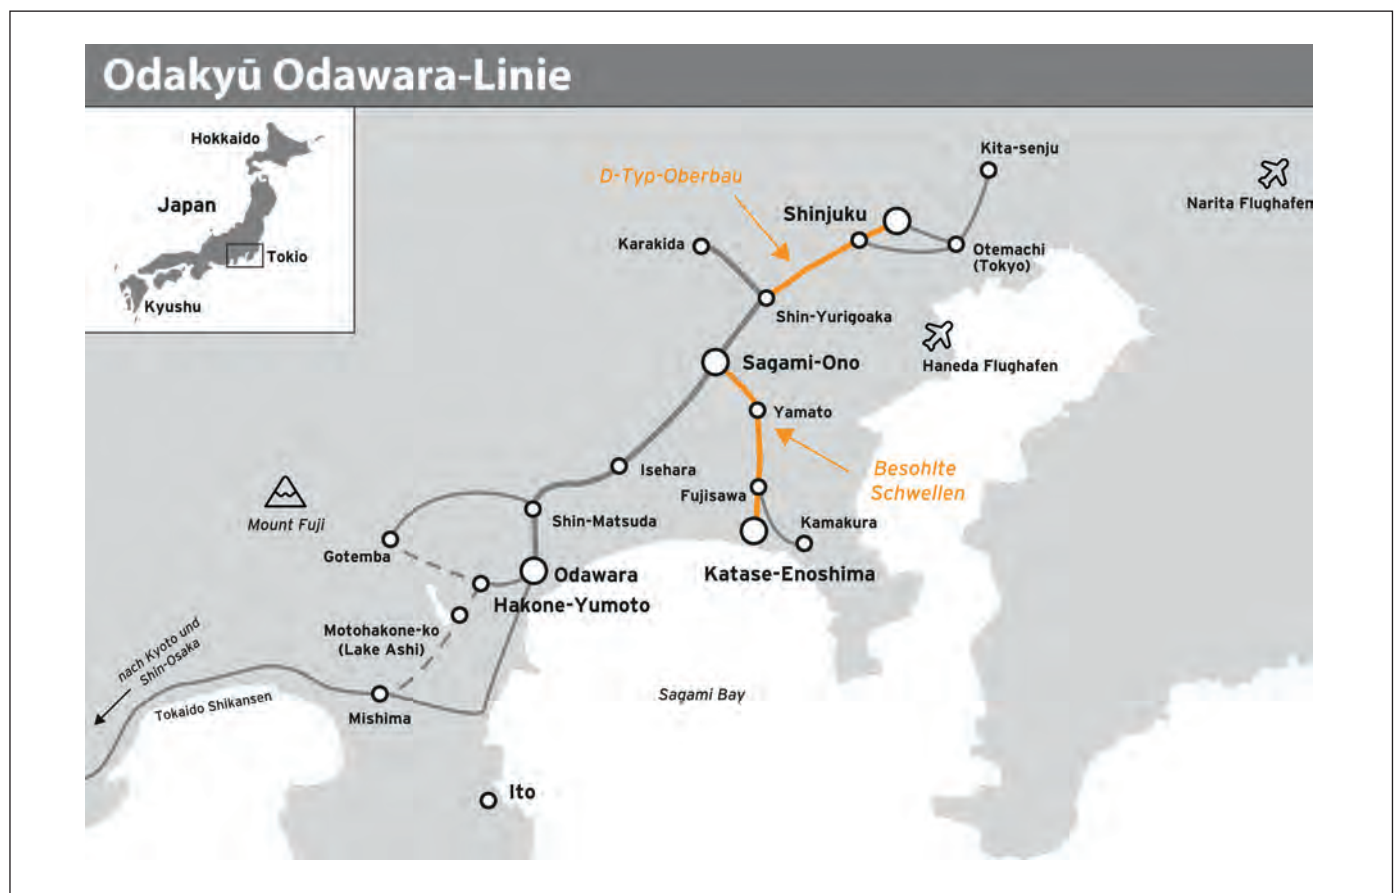 Odakyū Odawara-Linie
Hokkaido
Japan
Tokio
Kyushu
D-Typ-Oberbau
Kita-senju
Narita Flughafen
Shinjuku
Karakida
Otemachi
(Tokyo)
Shin-Yurigoaka
Sagami-Ono
Haneda Flughafen
Yamato
Isehara
Besohlte
Schwellen
Fujisawa
Mount Fuji
Shin-Matsuda
Kamakura
Gotemba
Odawara
Katase-Enoshima
Hakone-Yumoto
Motohakone-ko
(Lake Ashi)
nach Kyoto und
Shin-Osaka
Tokaido Shikansen
Mishima
Sagami Bay
Ito